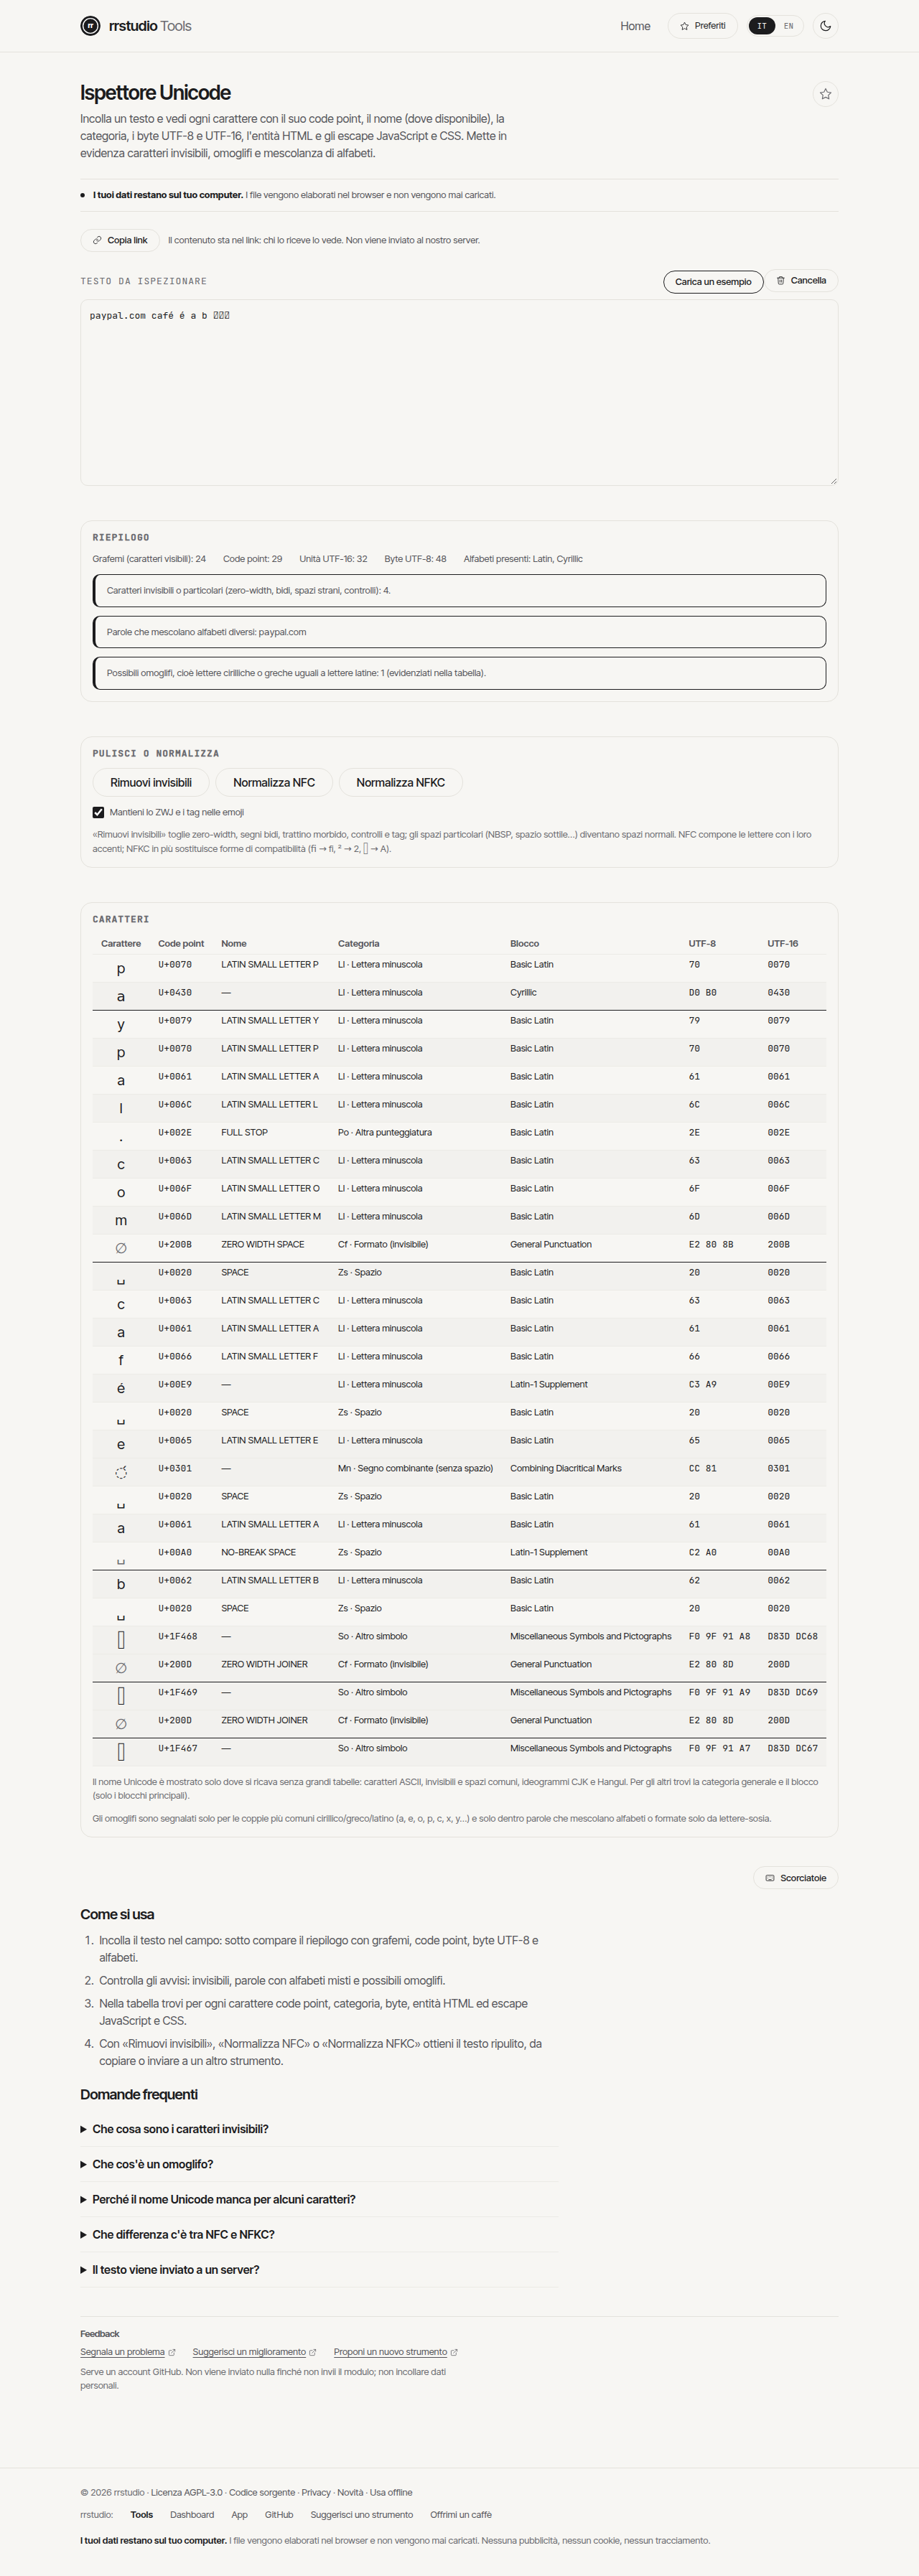 rrstudio Tools
Home
Preferiti
IT EN
Ispettore Unicode
Incolla un testo e vedi ogni carattere con il suo code point, il nome (dove disponibile), la
categoria, i byte UTF-8 e UTF-16, l'entità HTML e gli escape JavaScript e CSS. Mette in
evidenza caratteri invisibili, omoglifi e mescolanza di alfabeti.
I tuoi dati restano sul tuo computer. I file vengono elaborati nel browser e non vengono mai caricati.
Copia link Il contenuto sta nel link: chi lo riceve lo vede. Non viene inviato al nostro server.
TESTO DA ISPEZIONARE
Carica un esempio Cancella
pаypal.com café é a b
RIEPILOGO
Grafemi (caratteri visibili): 24 Code point: 29 Unità UTF-16: 32 Byte UTF-8: 48 Alfabeti presenti: Latin, Cyrillic
Caratteri invisibili o particolari (zero-width, bidi, spazi strani, controlli): 4.
Parole che mescolano alfabeti diversi: pаypal.com
Possibili omoglifi, cioè lettere cirilliche o greche uguali a lettere latine: 1 (evidenziati nella tabella).
PULISCI O NORMALIZZA
Rimuovi invisibili Normalizza NFC Normalizza NFKC
Mantieni lo ZWJ e i tag nelle emoji
«Rimuovi invisibili» toglie zero-width, segni bidi, trattino morbido, controlli e tag; gli spazi particolari (NBSP, spazio sottile…) diventano spazi normali. NFC compone le lettere con i loro
accenti; NFKC in più sostituisce forme di compatibilità (ﬁ → fi, ² → 2, → A).
CARATTERI
Carattere Code point Nome Categoria Blocco UTF-8 UTF-16
p U+0070 LATIN SMALL LETTER P Ll · Lettera minuscola Basic Latin 70 0070
а U+0430 — Ll · Lettera minuscola Cyrillic D0 B0 0430
y U+0079 LATIN SMALL LETTER Y Ll · Lettera minuscola Basic Latin 79 0079
p U+0070 LATIN SMALL LETTER P Ll · Lettera minuscola Basic Latin 70 0070
a U+0061 LATIN SMALL LETTER A Ll · Lettera minuscola Basic Latin 61 0061
l U+006C LATIN SMALL LETTER L Ll · Lettera minuscola Basic Latin 6C 006C
. U+002E FULL STOP Po · Altra punteggiatura Basic Latin 2E 002E
c U+0063 LATIN SMALL LETTER C Ll · Lettera minuscola Basic Latin 63 0063
o U+006F LATIN SMALL LETTER O Ll · Lettera minuscola Basic Latin 6F 006F
m U+006D LATIN SMALL LETTER M Ll · Lettera minuscola Basic Latin 6D 006D
∅ U+200B ZERO WIDTH SPACE Cf · Formato (invisibile) General Punctuation E2 80 8B 200B
␣ U+0020 SPACE Zs · Spazio Basic Latin 20 0020
c U+0063 LATIN SMALL LETTER C Ll · Lettera minuscola Basic Latin 63 0063
a U+0061 LATIN SMALL LETTER A Ll · Lettera minuscola Basic Latin 61 0061
f U+0066 LATIN SMALL LETTER F Ll · Lettera minuscola Basic Latin 66 0066
é U+00E9 — Ll · Lettera minuscola Latin-1 Supplement C3 A9 00E9
␣ U+0020 SPACE Zs · Spazio Basic Latin 20 0020
e U+0065 LATIN SMALL LETTER E Ll · Lettera minuscola Basic Latin 65 0065
◌́ U+0301 — Mn · Segno combinante (senza spazio) Combining Diacritical Marks CC 81 0301
␣ U+0020 SPACE Zs · Spazio Basic Latin 20 0020
a U+0061 LATIN SMALL LETTER A Ll · Lettera minuscola Basic Latin 61 0061
␣ U+00A0 NO-BREAK SPACE Zs · Spazio Latin-1 Supplement C2 A0 00A0
b U+0062 LATIN SMALL LETTER B Ll · Lettera minuscola Basic Latin 62 0062
␣ U+0020 SPACE Zs · Spazio Basic Latin 20 0020
U+1F468 — So · Altro simbolo Miscellaneous Symbols and Pictographs F0 9F 91 A8 D83D DC68
∅ U+200D ZERO WIDTH JOINER Cf · Formato (invisibile) General Punctuation E2 80 8D 200D
U+1F469 — So · Altro simbolo Miscellaneous Symbols and Pictographs F0 9F 91 A9 D83D DC69
∅ U+200D ZERO WIDTH JOINER Cf · Formato (invisibile) General Punctuation E2 80 8D 200D
U+1F467 — So · Altro simbolo Miscellaneous Symbols and Pictographs F0 9F 91 A7 D83D DC67
Il nome Unicode è mostrato solo dove si ricava senza grandi tabelle: caratteri ASCII, invisibili e spazi comuni, ideogrammi CJK e Hangul. Per gli altri trovi la categoria generale e il blocco
(solo i blocchi principali).
Gli omoglifi sono segnalati solo per le coppie più comuni cirillico/greco/latino (a, e, o, p, c, x, y…) e solo dentro parole che mescolano alfabeti o formate solo da lettere-sosia.
Scorciatoie
Come si usa
1. Incolla il testo nel campo: sotto compare il riepilogo con grafemi, code point, byte UTF-8 e
alfabeti.
2. Controlla gli avvisi: invisibili, parole con alfabeti misti e possibili omoglifi.
3. Nella tabella trovi per ogni carattere code point, categoria, byte, entità HTML ed escape
JavaScript e CSS.
4. Con «Rimuovi invisibili», «Normalizza NFC» o «Normalizza NFKC» ottieni il testo ripulito, da
copiare o inviare a un altro strumento.
Domande frequenti
Che cosa sono i caratteri invisibili?
Che cos'è un omoglifo?
Perché il nome Unicode manca per alcuni caratteri?
Che differenza c'è tra NFC e NFKC?
Il testo viene inviato a un server?
Feedback
Segnala un problema Suggerisci un miglioramento Proponi un nuovo strumento
Serve un account GitHub. Non viene inviato nulla finché non invii il modulo; non incollare dati
personali.
© 2026 rrstudio · Licenza AGPL-3.0 · Codice sorgente · Privacy · Novità · Usa offline
rrstudio: Tools Dashboard App GitHub Suggerisci uno strumento Offrimi un caffè
I tuoi dati restano sul tuo computer. I file vengono elaborati nel browser e non vengono mai caricati. Nessuna pubblicità, nessun cookie, nessun tracciamento.